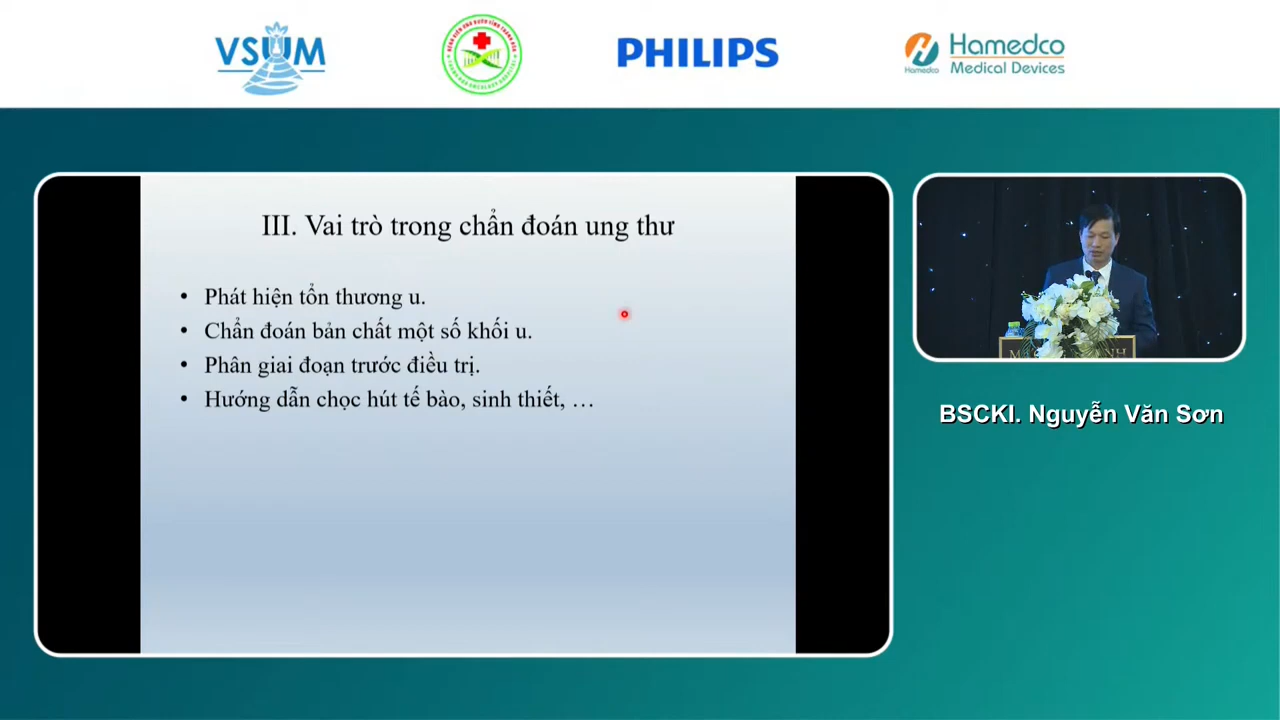 VSUM
PHILIPS
Hamedco
Hamedco
Medical Devices
III. Vai trò trong chẩn đoán ung thư
• Phát hiện tổn thương u.
• Chẩn đoán bản chất một số khối u.
• Phân giai đoạn trước điều trị.
• Hướng dẫn chọc hút tế bào, sinh thiết, …
BSCKI. Nguyễn Văn Sơn